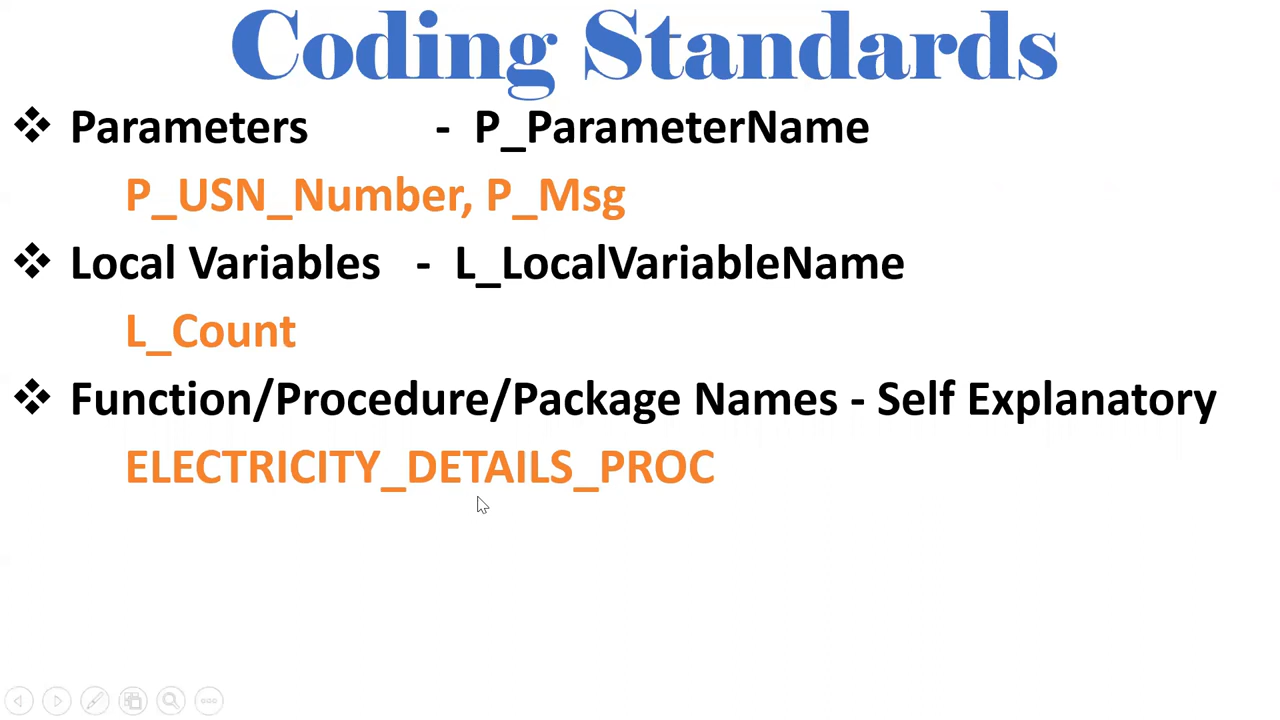 Coding Standards
❖ Parameters - P_ParameterName
P_USN_Number, P_Msg
❖ Local Variables - L_LocalVariableName
L_Count
❖ Function/Procedure/Package Names - Self Explanatory
ELECTRICITY_DETAILS_PROC